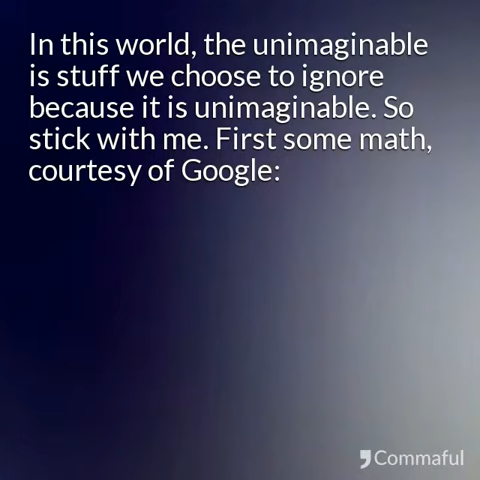 In this world, the unimaginable
is stuff we choose to ignore
because it is unimaginable. So
stick with me. First some math,
courtesy of Google:
Commaful